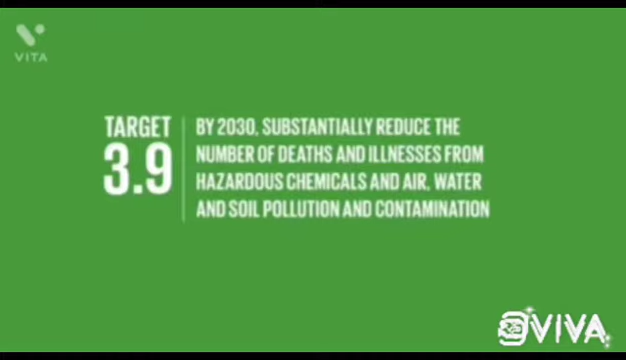 VITA
TARGET
3.9
BY 2030, SUBSTANTIALLY REDUCE THE
NUMBER OF DEATHS AND ILLNESSES FROM
HAZARDOUS CHEMICALS AND AIR, WATER
AND SOIL POLLUTION AND CONTAMINATION
VIVA